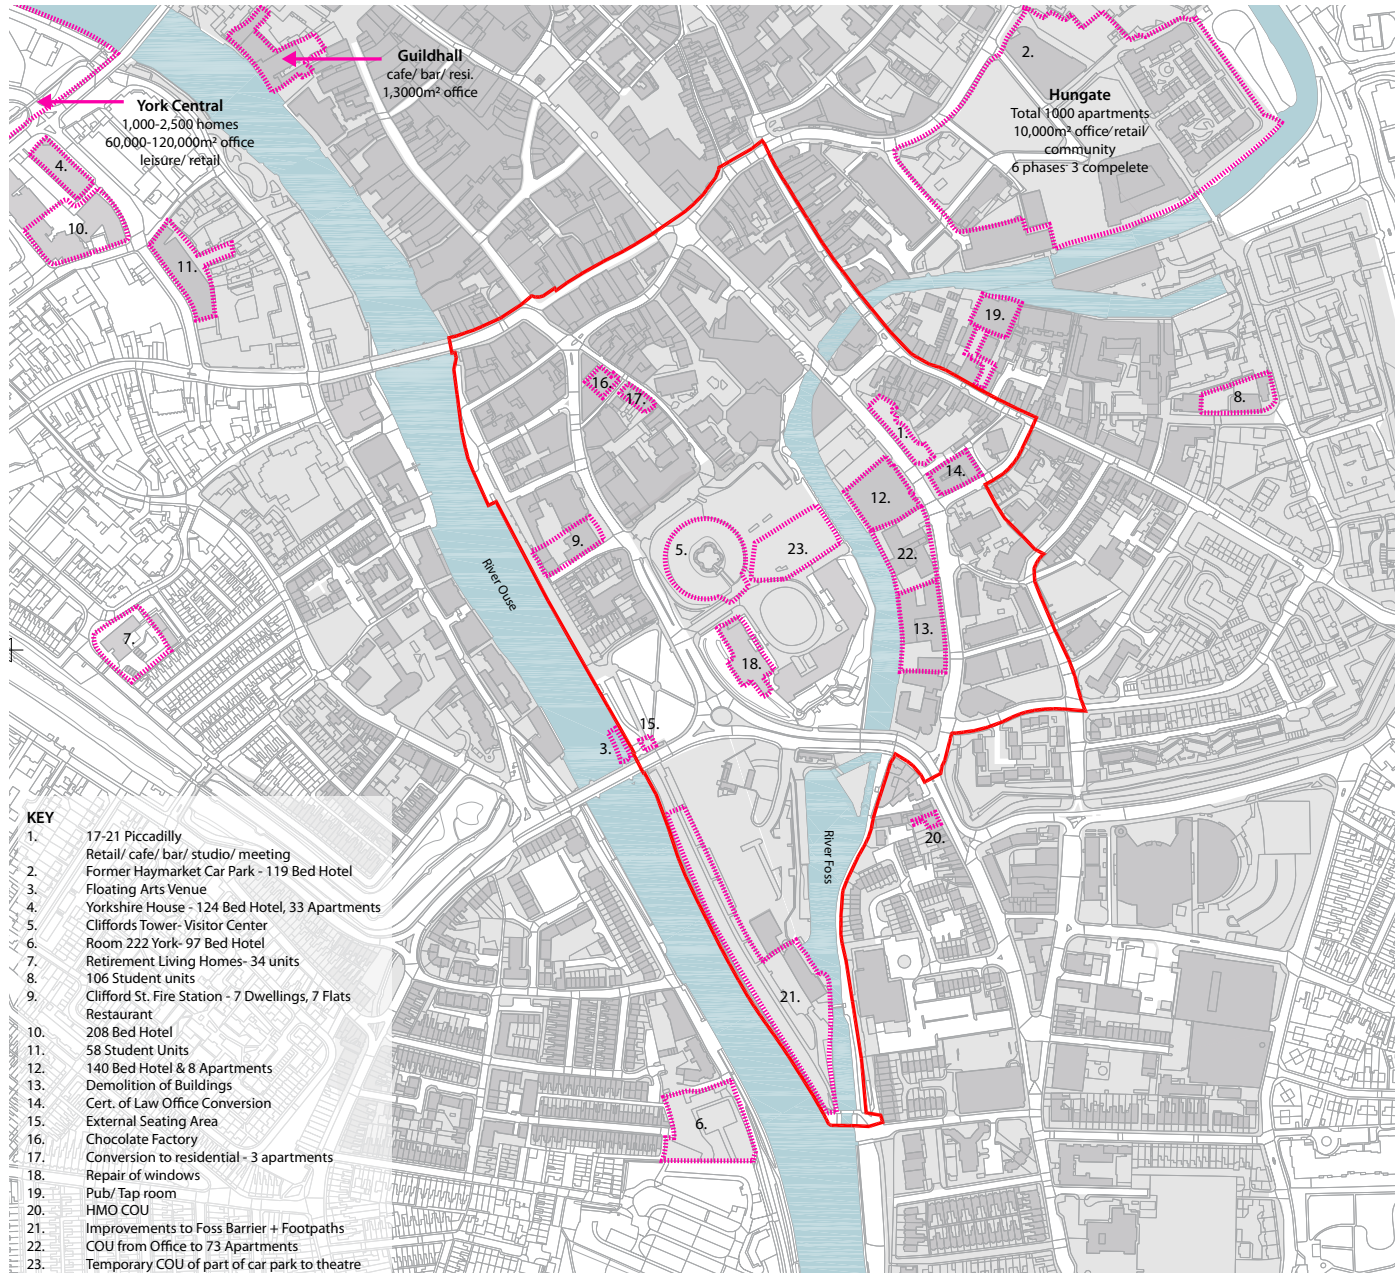 Guildhall
cafe/ bar/ resi.
1,3000m² office
York Central
1,000-2,500 homes
60,000-120,000m² office
leisure/ retail
2.
Hungate
Total 1000 apartments
10,000m² office/retail/
community
6 phases 3 compelete
4.
10.
11.
19.
16.
17.
8.
1.
14.
12.
9.
5.
23.
22.
River Ouse
13.
7.
18.
15.
3.
River Foss
20.
21.
6.
KEY
1. 17-21 Piccadilly
Retail/ cafe/ bar/ studio/ meeting
2. Former Haymarket Car Park - 119 Bed Hotel
3. Floating Arts Venue
4. Yorkshire House - 124 Bed Hotel, 33 Apartments
5. Cliffords Tower- Visitor Center
6. Room 222 York- 97 Bed Hotel
7. Retirement Living Homes- 34 units
8. 106 Student units
9. Clifford St. Fire Station - 7 Dwellings, 7 Flats
Restaurant
10. 208 Bed Hotel
11. 58 Student Units
12. 140 Bed Hotel & 8 Apartments
13. Demolition of Buildings
14. Cert. of Law Office Conversion
15. External Seating Area
16. Chocolate Factory
17. Conversion to residential - 3 apartments
18. Repair of windows
19. Pub/ Tap room
20. HMO COU
21. Improvements to Foss Barrier + Footpaths
22. COU from Office to 73 Apartments
23. Temporary COU of part of car park to theatre